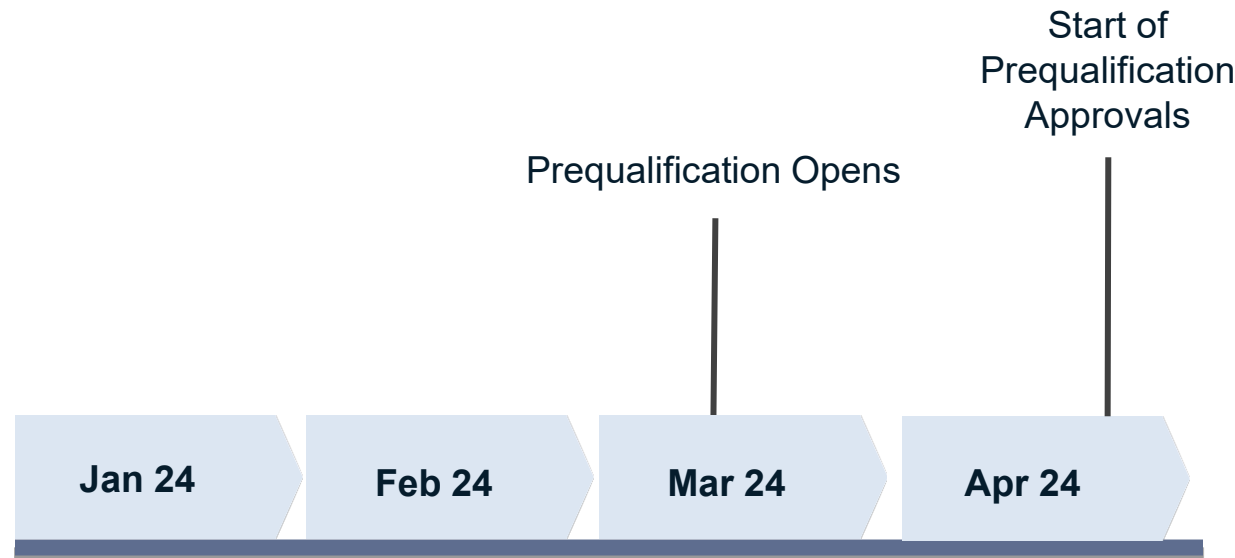 Start of
Prequalification
Approvals
Prequalification Opens
Jan 24
Feb 24
Mar 24
Apr 24